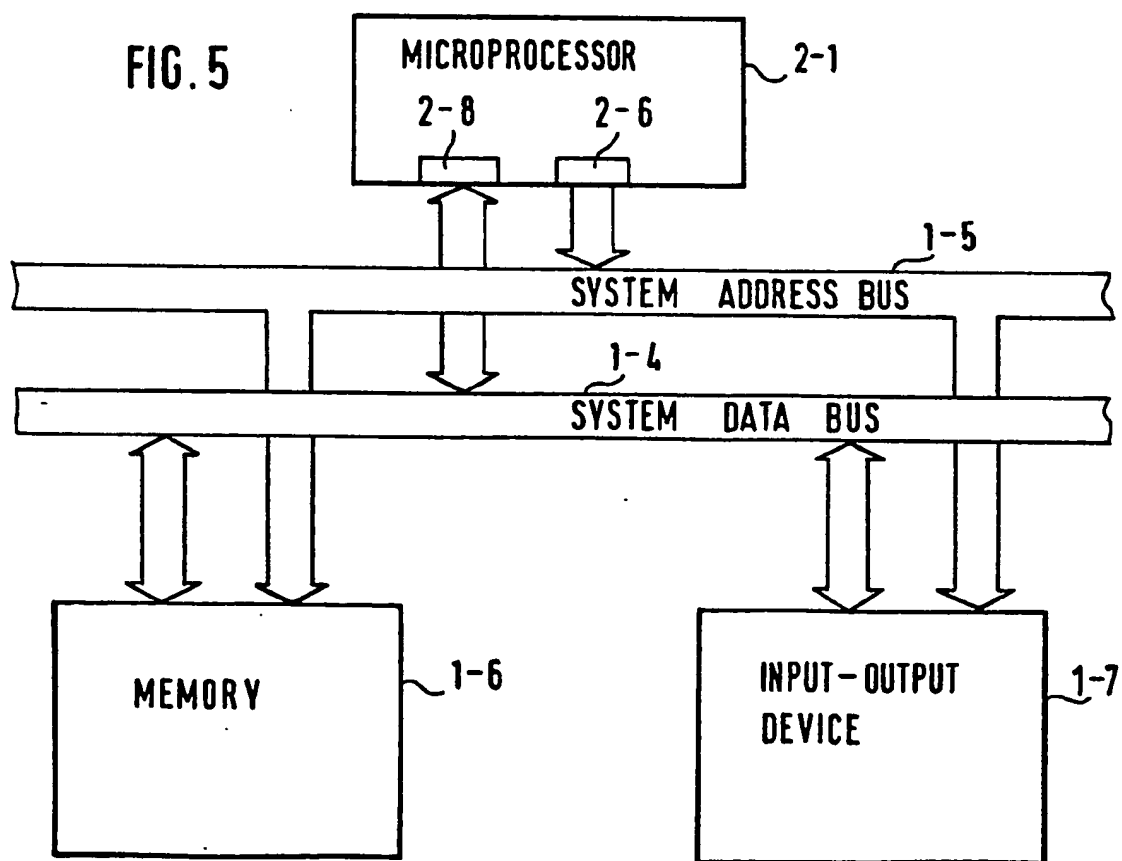 FIG. 5
MICROPROCESSOR
2-1
2-8
2-6
1-5
SYSTEM ADDRESS BUS
1-4
SYSTEM DATA BUS
MEMORY
1-6
INPUT-OUTPUT
DEVICE
1-7